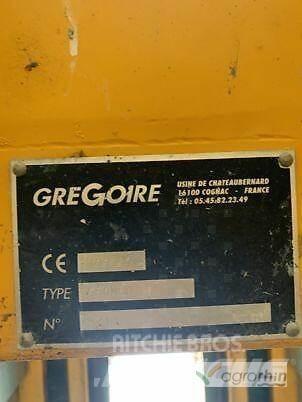 GREGOIRE
USINE DE CHATEAUBERNARD
16100 COGNAC - FRANCE
Tél : 05.45.82.23.49
CE
TYPE
N°
RITCHIE BROS
agrorhin